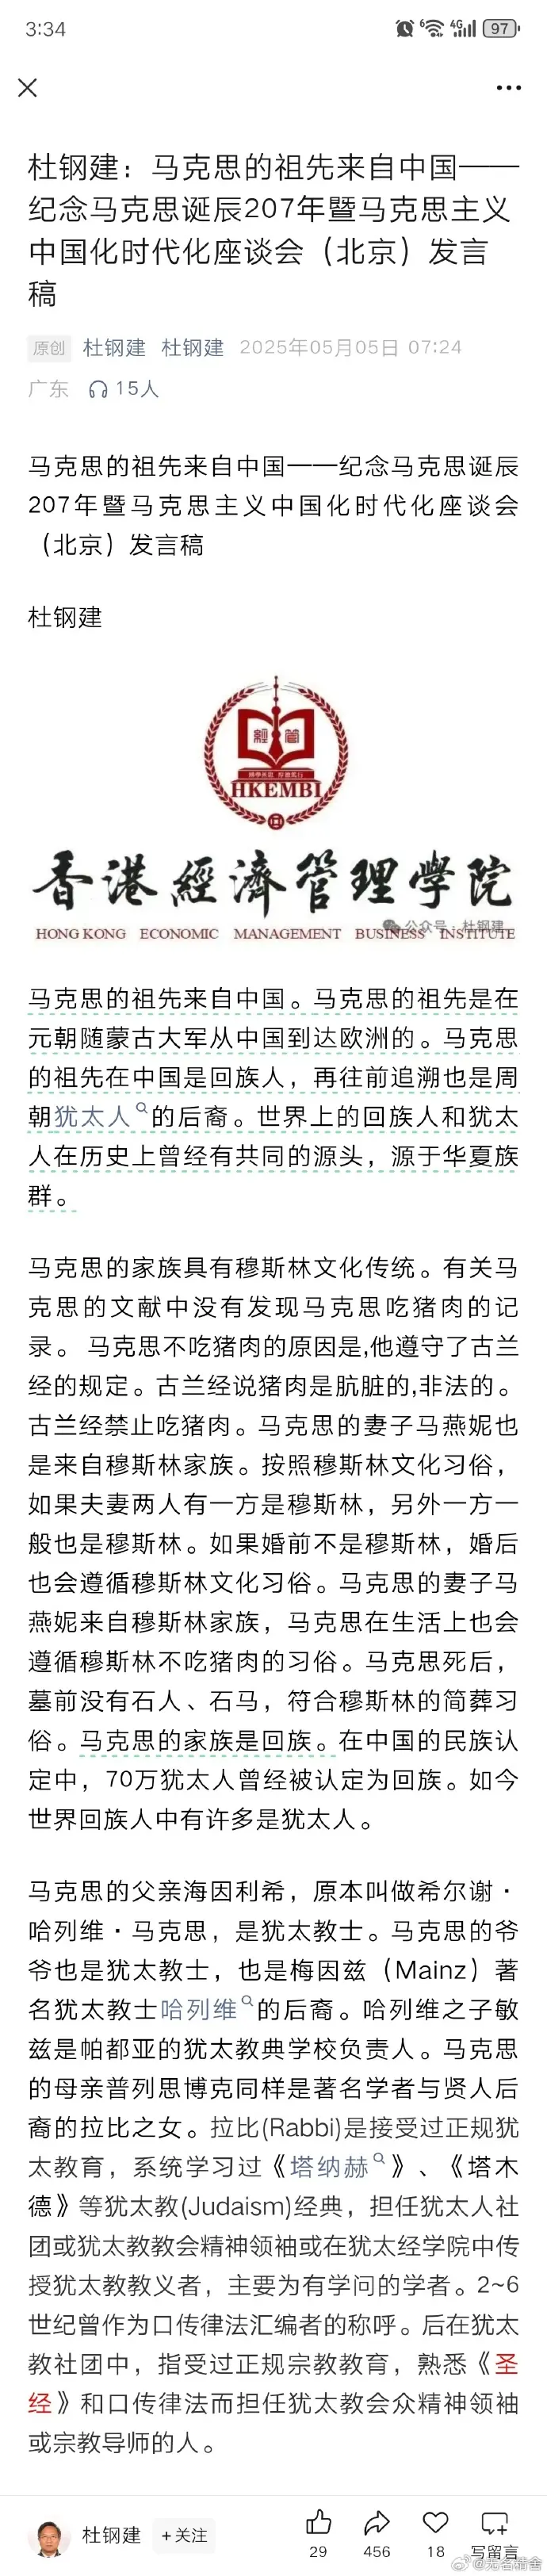 3:34
6 4G 97
杜钢建：马克思的祖先来自中国——
纪念马克思诞辰207年暨马克思主义
中国化时代化座谈会（北京）发言
稿
原创 杜钢建 杜钢建 2025年05月05日 07:24
广东 15人
马克思的祖先来自中国——纪念马克思诞辰
207年暨马克思主义中国化时代化座谈会
（北京）发言稿
杜钢建
經 管
HKEMBI
香港經濟管理學院
公众号·杜钢建
HONG KONG ECONOMIC MANAGEMENT BUSINESS INSTITUTE
马克思的祖先来自中国。马克思的祖先是在
元朝随蒙古大军从中国到达欧洲的。马克思
的祖先在中国是回族人，再往前追溯也是周
朝犹太人的后裔。世界上的回族人和犹太
人在历史上曾经有共同的源头，源于华夏族
群。
马克思的家族具有穆斯林文化传统。有关马
克思的文献中没有发现马克思吃猪肉的记
录。 马克思不吃猪肉的原因是,他遵守了古兰
经的规定。古兰经说猪肉是肮脏的,非法的。
古兰经禁止吃猪肉。马克思的妻子马燕妮也
是来自穆斯林家族。按照穆斯林文化习俗，
如果夫妻两人有一方是穆斯林，另外一方一
般也是穆斯林。如果婚前不是穆斯林，婚后
也会遵循穆斯林文化习俗。马克思的妻子马
燕妮来自穆斯林家族，马克思在生活上也会
遵循穆斯林不吃猪肉的习俗。马克思死后，
墓前没有石人、石马，符合穆斯林的简葬习
俗。马克思的家族是回族。在中国的民族认
定中，70万犹太人曾经被认定为回族。如今
世界回族人中有许多是犹太人。
马克思的父亲海因利希，原本叫做希尔谢·
哈列维·马克思，是犹太教士。马克思的爷
爷也是犹太教士，也是梅因兹（Mainz）著
名犹太教士哈列维的后裔。哈列维之子敏
兹是帕都亚的犹太教典学校负责人。马克思
的母亲普列思博克同样是著名学者与贤人后
裔的拉比之女。拉比(Rabbi)是接受过正规犹
太教育，系统学习过《塔纳赫》、《塔木
德》等犹太教(Judaism)经典，担任犹太人社
团或犹太教教会精神领袖或在犹太经学院中传
授犹太教教义者，主要为有学问的学者。2~6
世纪曾作为口传律法汇编者的称呼。后在犹太
教社团中，指受过正规宗教教育，熟悉《圣
经》和口传律法而担任犹太教会众精神领袖
或宗教导师的人。
杜钢建 +关注 29 456 18 写留言
@无名精舍